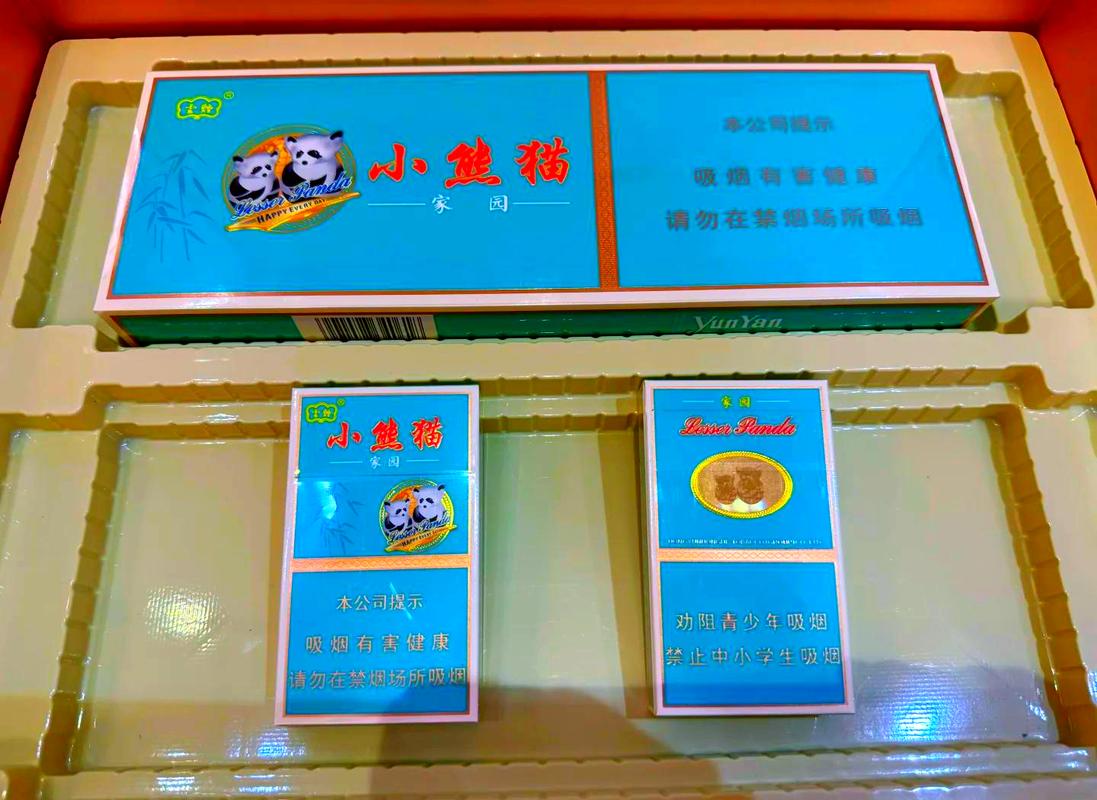 云烟
小熊猫
家园
Lesser Panda
HAPPY EVERY DAY
本公司提示
吸烟有害健康
请勿在禁烟场所吸烟
YunYan
云烟
小熊猫
家园
Lesser Panda
本公司提示
吸烟有害健康
请勿在禁烟场所吸烟
家园
Lesser Panda
劝阻青少年吸烟
禁止中小学生吸烟